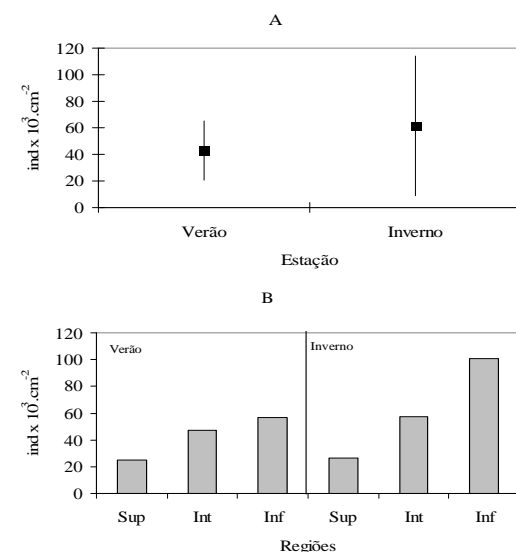 A
ind x 10³.cm⁻²
120
100
80
60
40
20
0
Verão Inverno
Estação
B
ind x 10³.cm⁻²
120
100
80
60
40
20
0
Verão Inverno
Sup Int Inf Sup Int Inf
Regiões